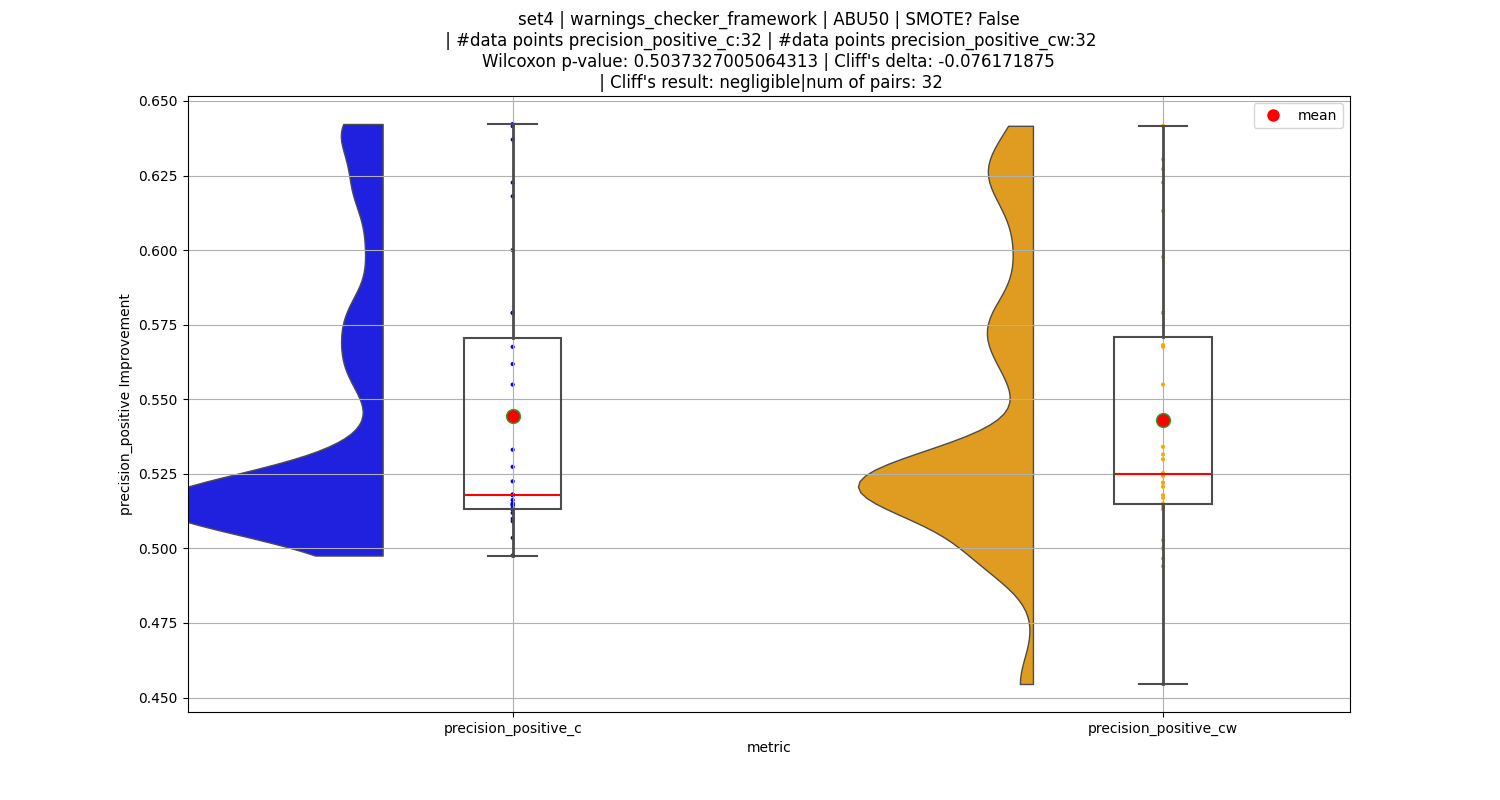 set4 | warnings_checker_framework | ABU50 | SMOTE? False
| #data points precision_positive_c:32 | #data points precision_positive_cw:32
Wilcoxon p-value: 0.5037327005064313 | Cliff's delta: -0.076171875
| Cliff's result: negligible|num of pairs: 32
mean
0.650
0.625
0.600
0.575
0.550
0.525
0.500
0.475
0.450
precision_positive Improvement
precision_positive_c
precision_positive_cw
metric